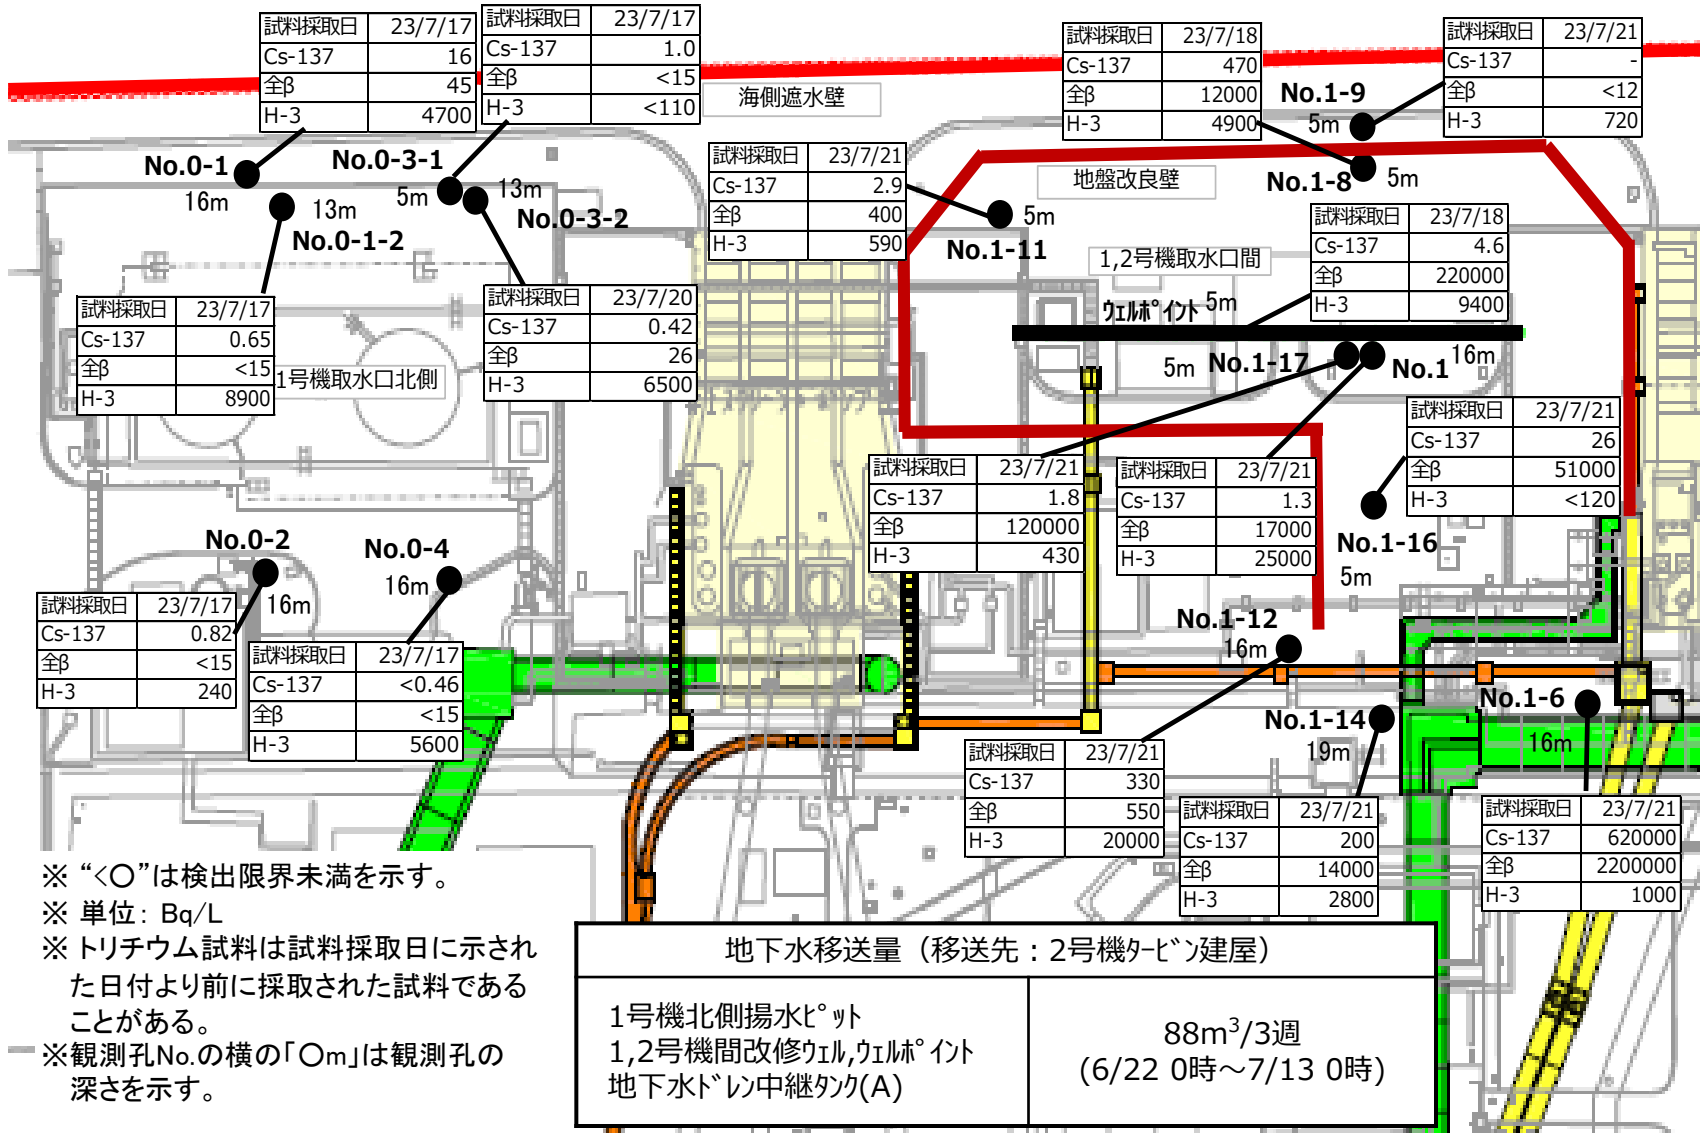 試料採取日 23/7/17
Cs-137 16
全β 45
H-3 4700
試料採取日 23/7/17
Cs-137 1.0
全β <15
H-3 <110
海側遮水壁
試料採取日 23/7/18
Cs-137 470
全β 12000
H-3 4900
試料採取日 23/7/21
Cs-137 -
全β <12
H-3 720
No.1-9
5m
No.0-1
16m
No.0-3-1
5m
13m
No.0-3-2
13m
No.0-1-2
試料採取日 23/7/21
Cs-137 2.9
全β 400
H-3 590
5m
No.1-11
地盤改良壁
No.1-8 5m
1,2号機取水口間
試料採取日 23/7/18
Cs-137 4.6
全β 220000
H-3 9400
ｳｪﾙﾎﾟｲﾝﾄ 5m
試料採取日 23/7/17
Cs-137 0.65
全β <15
H-3 8900
1号機取水口北側
試料採取日 23/7/20
Cs-137 0.42
全β 26
H-3 6500
5m No.1-17
No.1 16m
試料採取日 23/7/21
Cs-137 26
全β 51000
H-3 <120
試料採取日 23/7/21
Cs-137 1.8
全β 120000
H-3 430
試料採取日 23/7/21
Cs-137 1.3
全β 17000
H-3 25000
No.1-16
5m
No.0-2
16m
No.0-4
16m
試料採取日 23/7/17
Cs-137 0.82
全β <15
H-3 240
試料採取日 23/7/17
Cs-137 <0.46
全β <15
H-3 5600
No.1-12
16m
No.1-14
19m
No.1-6
16m
試料採取日 23/7/21
Cs-137 330
全β 550
H-3 20000
試料採取日 23/7/21
Cs-137 200
全β 14000
H-3 2800
試料採取日 23/7/21
Cs-137 620000
全β 2200000
H-3 1000
※ “<○”は検出限界未満を示す。
※ 単位：Bq/L
※ トリチウム試料は試料採取日に示され
た日付より前に採取された試料である
ことがある。
※観測孔No.の横の「○m」は観測孔の
深さを示す。
地下水移送量（移送先：2号機ﾀｰﾋﾞﾝ建屋）
1号機北側揚水ﾋﾟｯﾄ
1,2号機間改修ｳｪﾙ,ｳｪﾙﾎﾟｲﾝﾄ
地下水ﾄﾞﾚﾝ中継ﾀﾝｸ(A)
88m³/3週
(6/22 0時～7/13 0時)